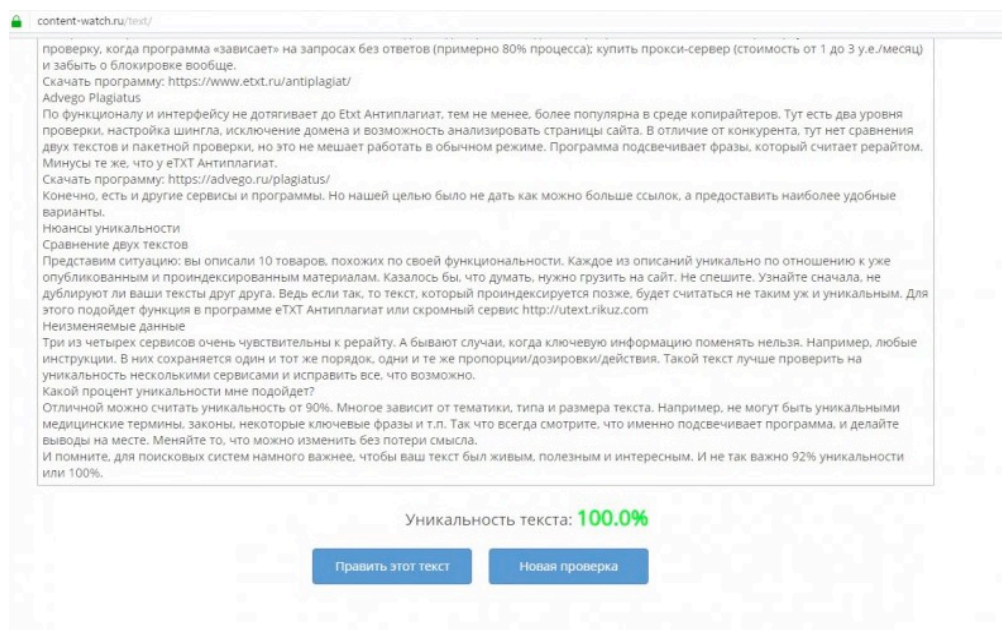 content-watch.ru/text/
проверку, когда программа «зависает» на запросах без ответов (примерно 80% процесса); купить прокси-сервер (стоимость от 1 до 3 у.е./месяц)
и забыть о блокировке вообще.
Скачать программу: https://www.etxt.ru/antiplagiat/
Advego Plagiatus
По функционалу и интерфейсу не дотягивает до Etxt Антиплагиат, тем не менее, более популярна в среде копирайтеров. Тут есть два уровня
проверки, настройка шингла, исключение домена и возможность анализировать страницы сайта. В отличие от конкурента, тут нет сравнения
двух текстов и пакетной проверки, но это не мешает работать в обычном режиме. Программа подсвечивает фразы, который считает рерайтом.
Минусы те же, что у eTXT Антиплагиат.
Скачать программу: https://advego.ru/plagiatus/
Конечно, есть и другие сервисы и программы. Но нашей целью было не дать как можно больше ссылок, а предоставить наиболее удобные
варианты.
Нюансы уникальности
Сравнение двух текстов
Представим ситуацию: вы описали 10 товаров, похожих по своей функциональности. Каждое из описаний уникально по отношению к уже
опубликованным и проиндексированным материалам. Казалось бы, что думать, нужно грузить на сайт. Не спешите. Узнайте сначала, не
дублируют ли ваши тексты друг друга. Ведь если так, то текст, который проиндексируется позже, будет считаться не таким уж и уникальным. Для
этого подойдет функция в программе eTXT Антиплагиат или скромный сервис http://utext.rikuz.com
Неизменяемые данные
Три из четырех сервисов очень чувствительны к рерайту. А бывают случаи, когда ключевую информацию поменять нельзя. Например, любые
инструкции. В них сохраняется один и тот же порядок, одни и те же пропорции/дозировки/действия. Такой текст лучше проверить на
уникальность несколькими сервисами и исправить все, что возможно.
Какой процент уникальности мне подойдет?
Отличной можно считать уникальность от 90%. Многое зависит от тематики, типа и размера текста. Например, не могут быть уникальными
медицинские термины, законы, некоторые ключевые фразы и т.п. Так что всегда смотрите, что именно подсвечивает программа, и делайте
выводы на месте. Меняйте то, что можно изменить без потери смысла.
И помните, для поисковых систем намного важнее, чтобы ваш текст был живым, полезным и интересным. И не так важно 92% уникальности
или 100%.
Уникальность текста: 100.0%
Править этот текст Новая проверка